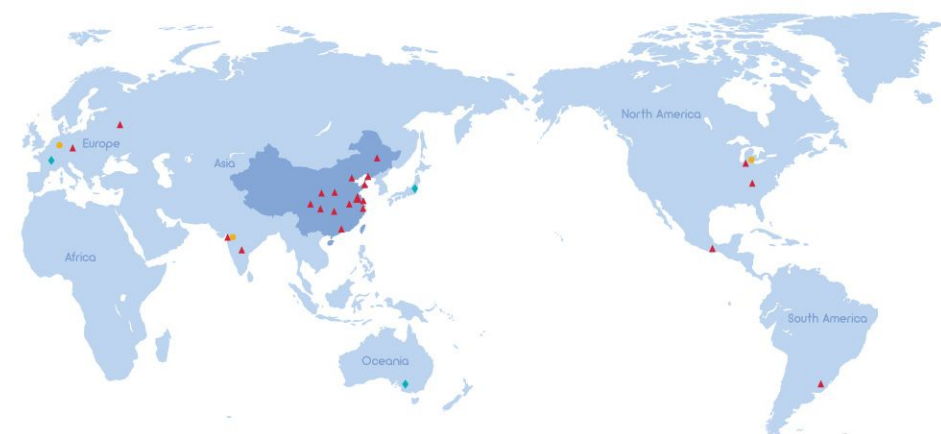 North America
Europe
Asia
Africa
South America
Oceania